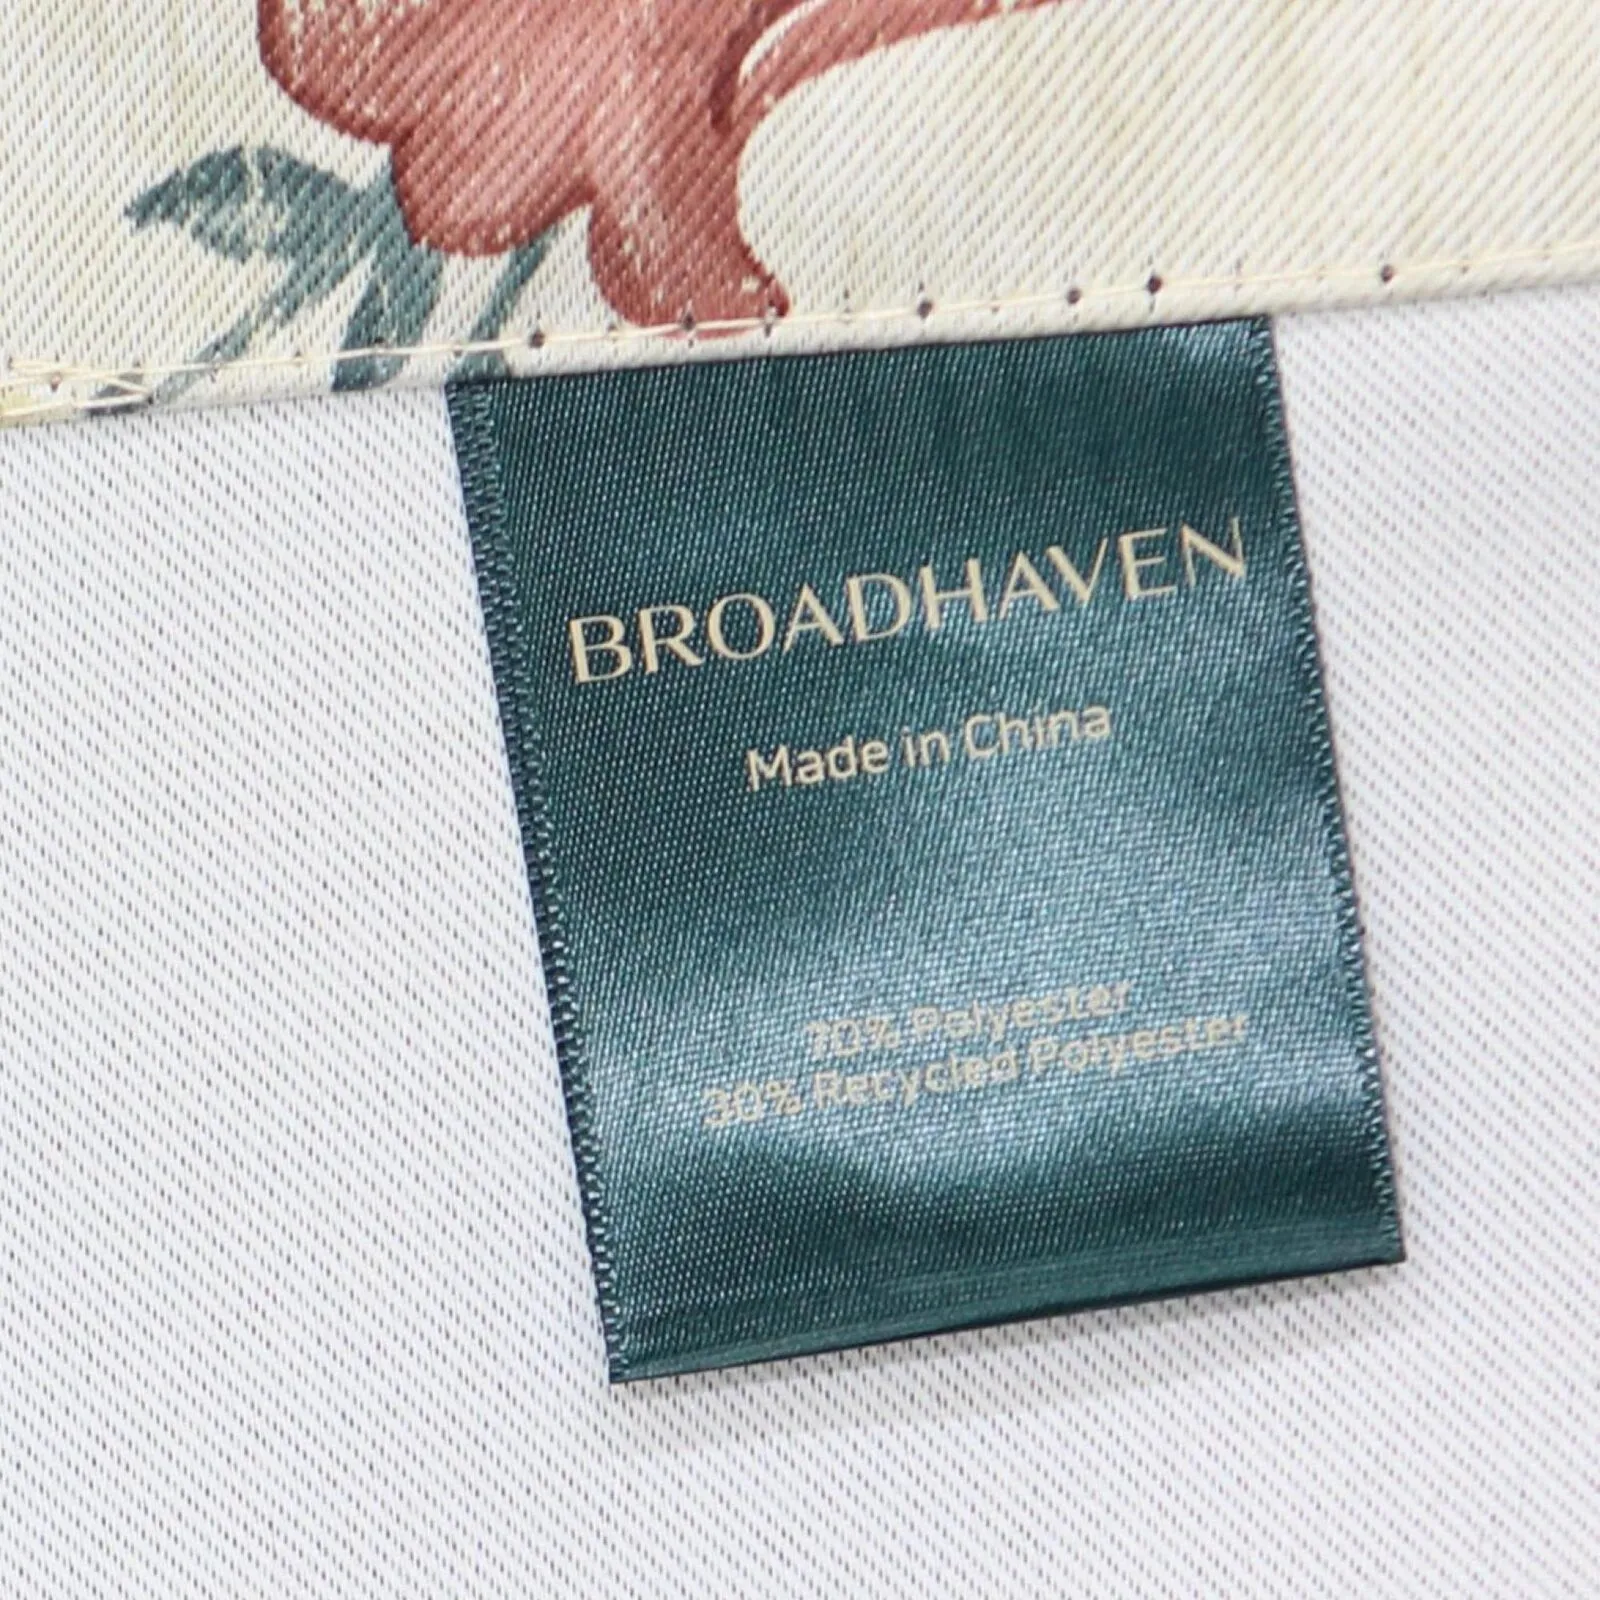 BROADHAVEN
Made in China
70% Polyester
30% Recycled Polyester